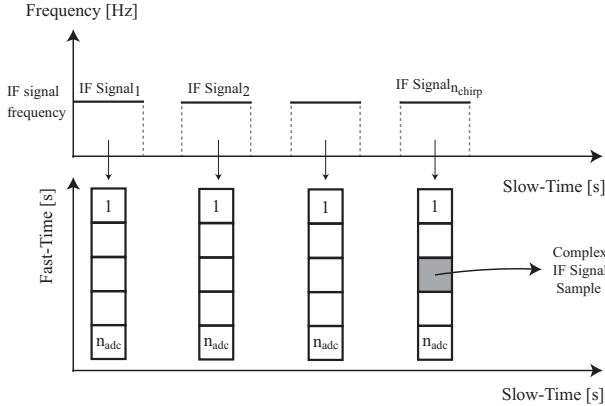 Frequency [Hz]
IF signal
frequency
IF Signal1
IF Signal2
IF Signalnchirp
Slow-Time [s]
Fast-Time [s]
1
1
1
1
nadc
nadc
nadc
nadc
Complex
IF Signal
Sample
Slow-Time [s]